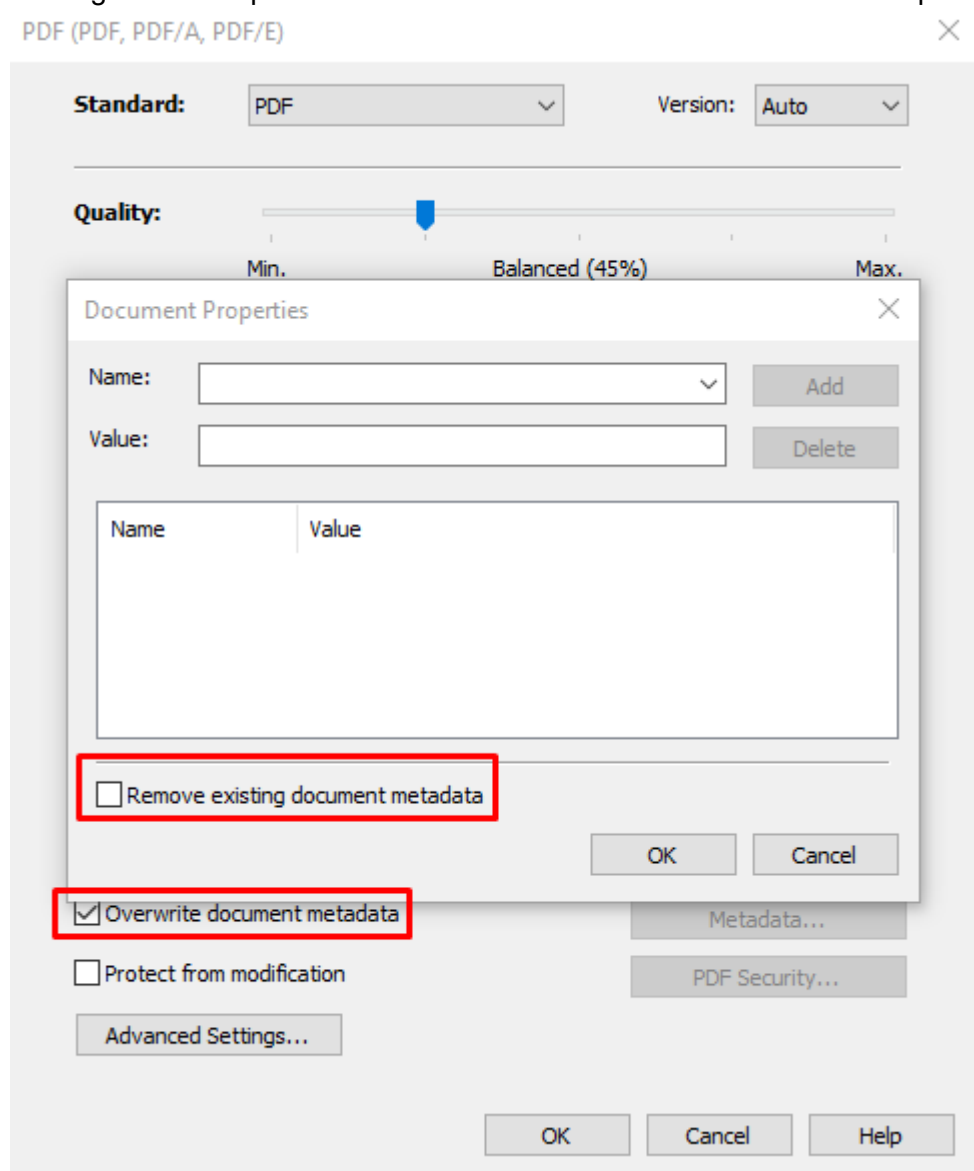 PDF (PDF, PDF/A, PDF/E)
Standard: PDF Version: Auto
Quality:
Min. Balanced (45%) Max.
Document Properties
Name: Add
Value: Delete
Name Value
Remove existing document metadata
OK Cancel
Overwrite document metadata Metadata...
Protect from modification PDF Security...
Advanced Settings...
OK Cancel Help